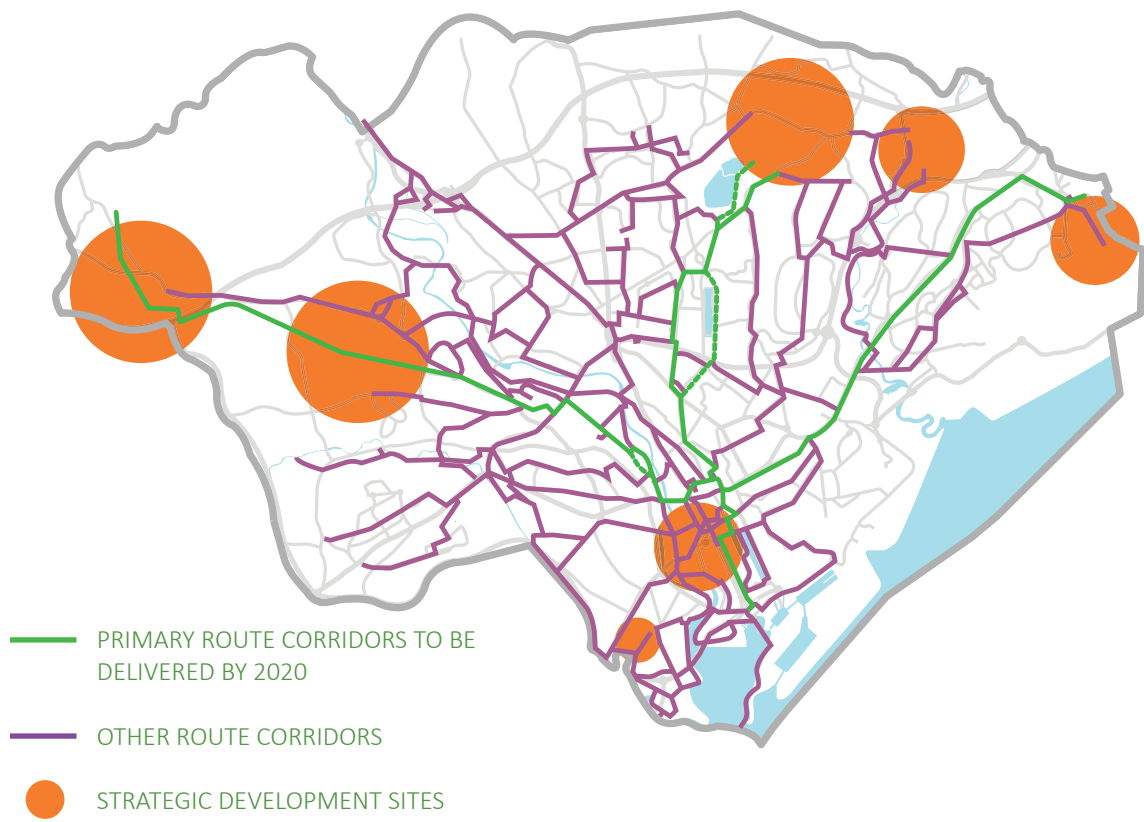 PRIMARY ROUTE CORRIDORS TO BE
DELIVERED BY 2020
OTHER ROUTE CORRIDORS
STRATEGIC DEVELOPMENT SITES